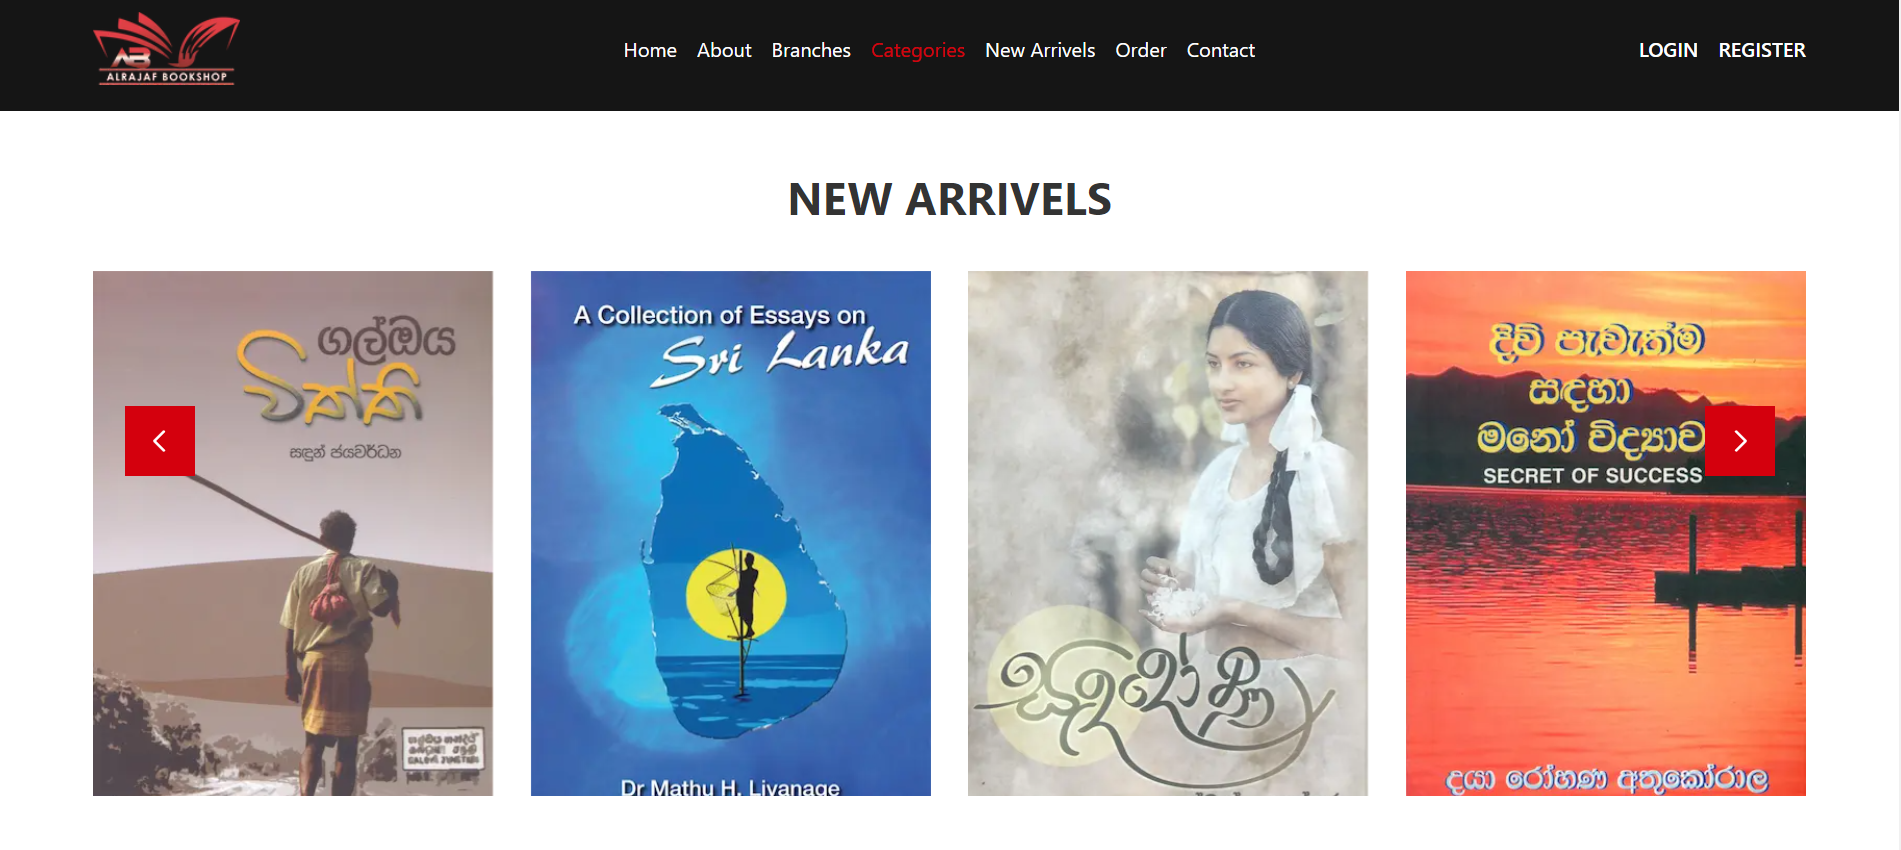 AB
ALRAJAF BOOKSHOP
Home About Branches Categories New Arrivels Order Contact
LOGIN REGISTER
NEW ARRIVELS
ගල්ඔය
චිත්ති
සඳුන් ජයවර්ධන
A Collection of Essays on
Sri Lanka
Dr Mathu H. Liyanage
දිවි පැවැත්ම
සඳහා
මනෝ විද්‍යාව
SECRET OF SUCCESS
දයා රෝහණ අතුකෝරාල